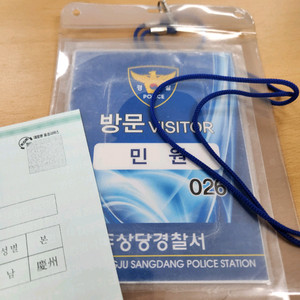 POLICE
방문 VISITOR
민 원
026
상당경찰서
JU SANGDANG POLICE STATION
성별 본
남 慶州